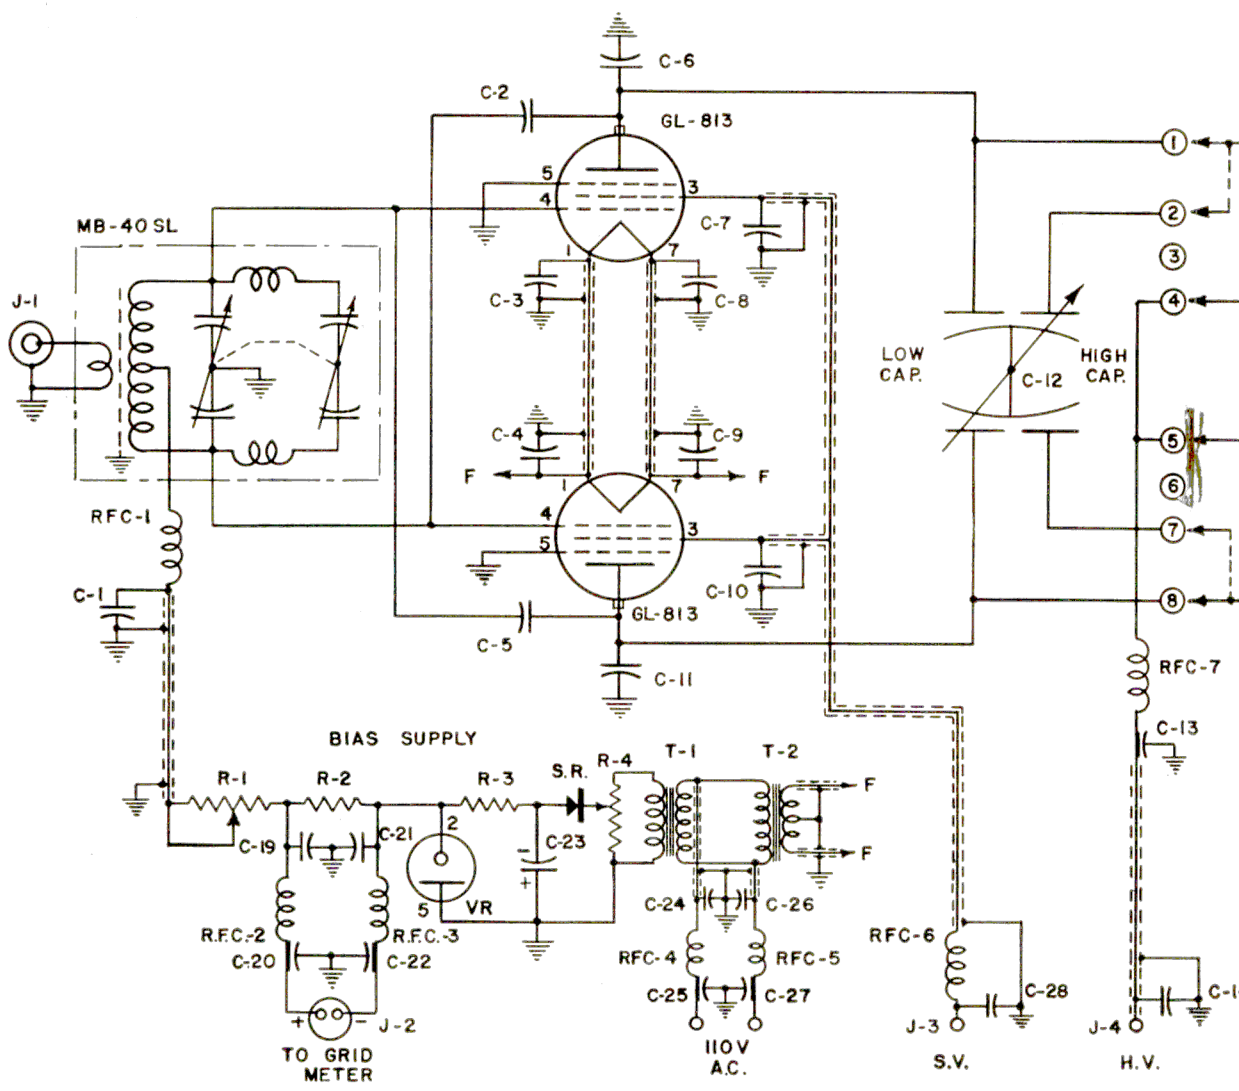 C-6
C-2
GL-813
1
5
4
3
C-7
2
MB-40SL
3
1
7
J-1
C-3
C-8
4
LOW
CAP.
HIGH
CAP.
C-12
C-4
C-9
5
F
1
7
F
6
RFC-1
4
3
7
5
C-1
C-10
8
GL-813
C-5
C-11
RFC-7
C-13
BIAS SUPPLY
R-1
R-2
R-3
S.R.
R-4
T-1
T-2
F
2
C-19
C-21
-
C-23
+
F
5
VR
C-24
C-26
R.F.C.-2
R.F.C.-3
RFC-4
RFC-5
RFC-6
C-20
C-22
C-25
C-27
C-28
+
-
J-2
J-3
J-4
TO GRID
METER
110V
A.C.
S.V.
H.V.